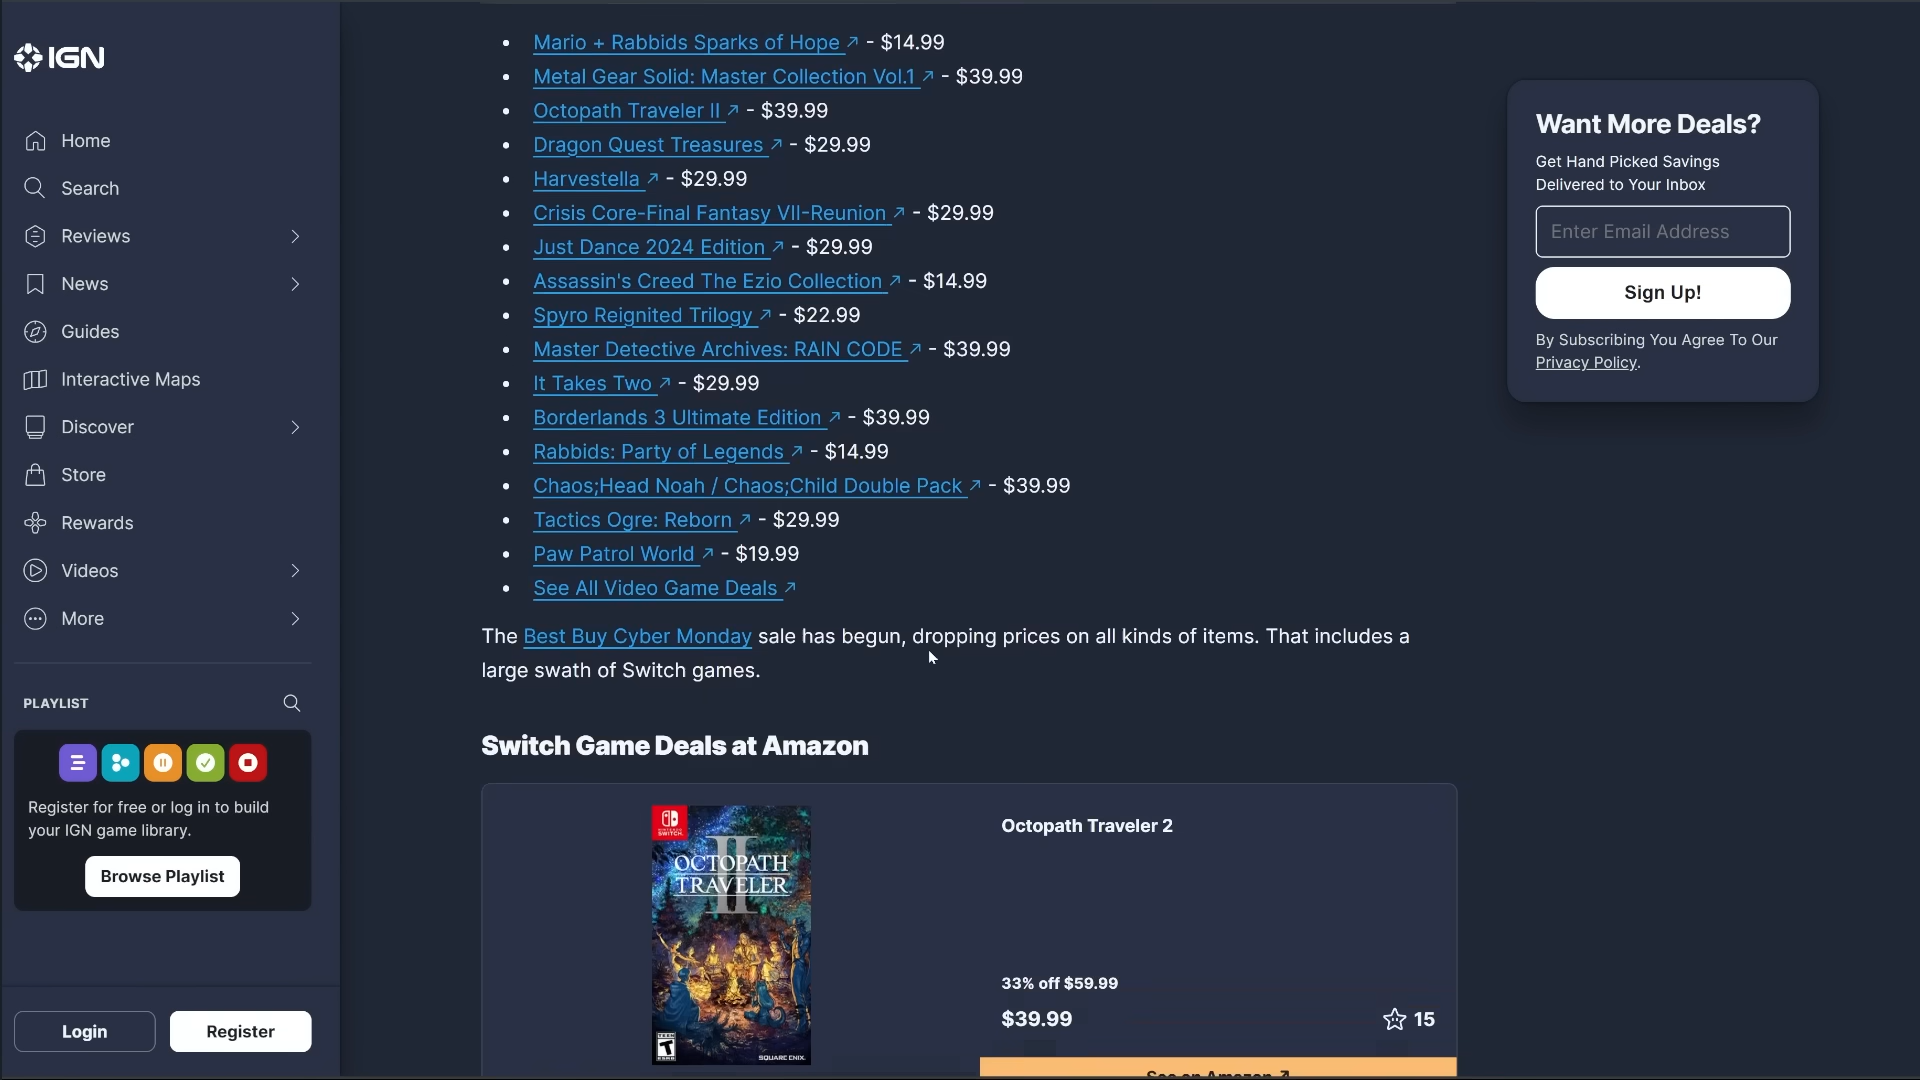 IGN
Home
Search
Reviews
News
Guides
Interactive Maps
Discover
Store
Rewards
Videos
More
PLAYLIST
Register for free or log in to build
your IGN game library.
Browse Playlist
Login
Register
Mario + Rabbids Sparks of Hope - $14.99
Metal Gear Solid: Master Collection Vol.1 - $39.99
Octopath Traveler II - $39.99
Dragon Quest Treasures - $29.99
Harvestella - $29.99
Crisis Core-Final Fantasy VII-Reunion - $29.99
Just Dance 2024 Edition - $29.99
Assassin's Creed The Ezio Collection - $14.99
Spyro Reignited Trilogy - $22.99
Master Detective Archives: RAIN CODE - $39.99
It Takes Two - $29.99
Borderlands 3 Ultimate Edition - $39.99
Rabbids: Party of Legends - $14.99
Chaos;Head Noah / Chaos;Child Double Pack - $39.99
Tactics Ogre: Reborn - $29.99
Paw Patrol World - $19.99
See All Video Game Deals
The Best Buy Cyber Monday sale has begun, dropping prices on all kinds of items. That includes a
large swath of Switch games.
Switch Game Deals at Amazon
NINTENDO
SWITCH
II
OCTOPATH
TRAVELER
TEEN
T
ESRB
SQUARE ENIX.
Octopath Traveler 2
33% off $59.99
$39.99
15
See on Amazon
Want More Deals?
Get Hand Picked Savings
Delivered to Your Inbox
Enter Email Address
Sign Up!
By Subscribing You Agree To Our
Privacy Policy.